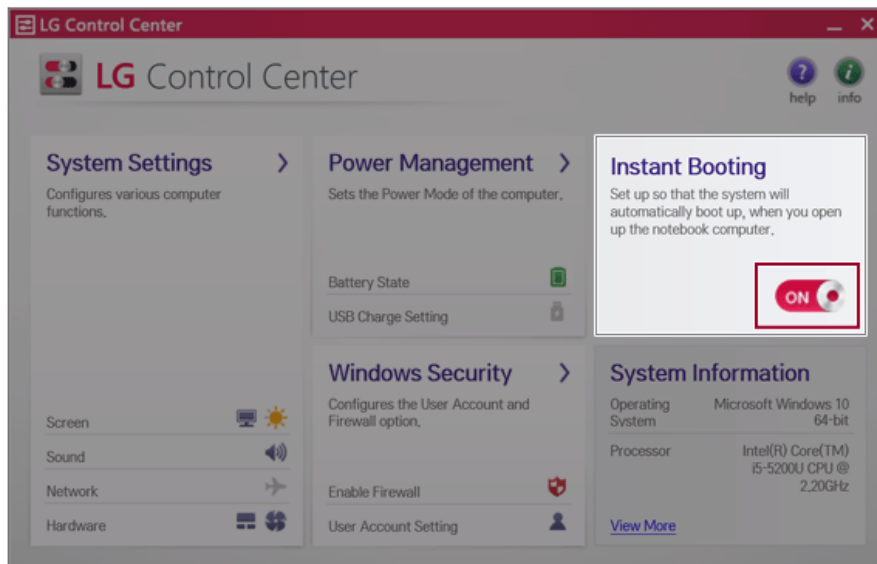 LG Control Center
LG Control Center
help
info
System Settings
Configures various computer
functions.
Screen
Sound
Network
Hardware
Power Management
Sets the Power Mode of the computer.
Battery State
USB Charge Setting
Instant Booting
Set up so that the system will
automatically boot up, when you open
up the notebook computer.
ON
Windows Security
Configures the User Account and
Firewall option.
Enable Firewall
User Account Setting
System Information
Operating System
Microsoft Windows 10
64-bit
Processor
Intel(R) Core(TM)
i5-5200U CPU @
2.20GHz
View More